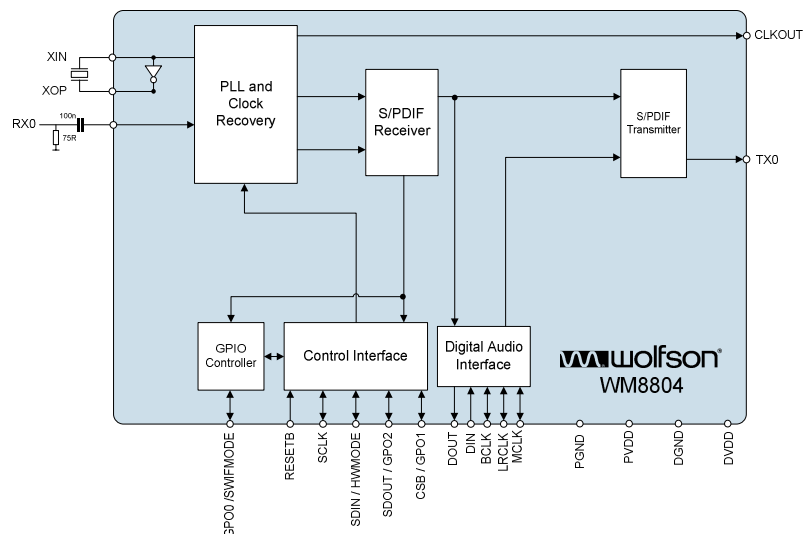 XIN
XOP
RX0
100n
75R
PLL and
Clock
Recovery
S/PDIF
Receiver
S/PDIF
Transmitter
CLKOUT
TX0
GPIO
Controller
Control Interface
Digital Audio
Interface
wolfson®
WM8804
GPO0 /SWIFMODE
RESETB
SCLK
SDIN / HWMODE
SDOUT / GPO2
CSB / GPO1
DOUT
DIN
BCLK
LRCLK
MCLK
PGND
PVDD
DGND
DVDD